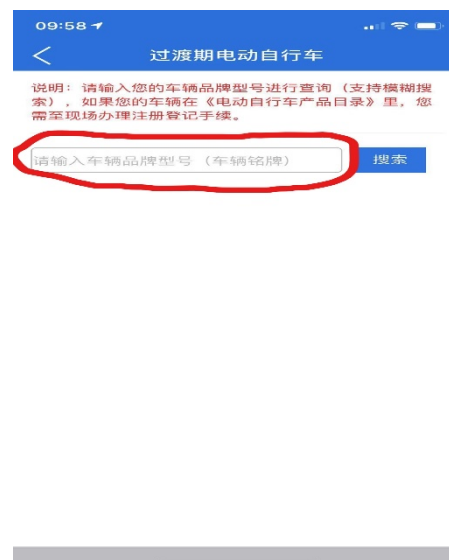 09:58
过渡期电动自行车
说明：请输入您的车辆品牌型号进行查询（支持模糊搜
索），如果您的车辆在《电动自行车产品目录》里，您
需至现场办理注册登记手续。
请输入车辆品牌型号（车辆铭牌）
搜索